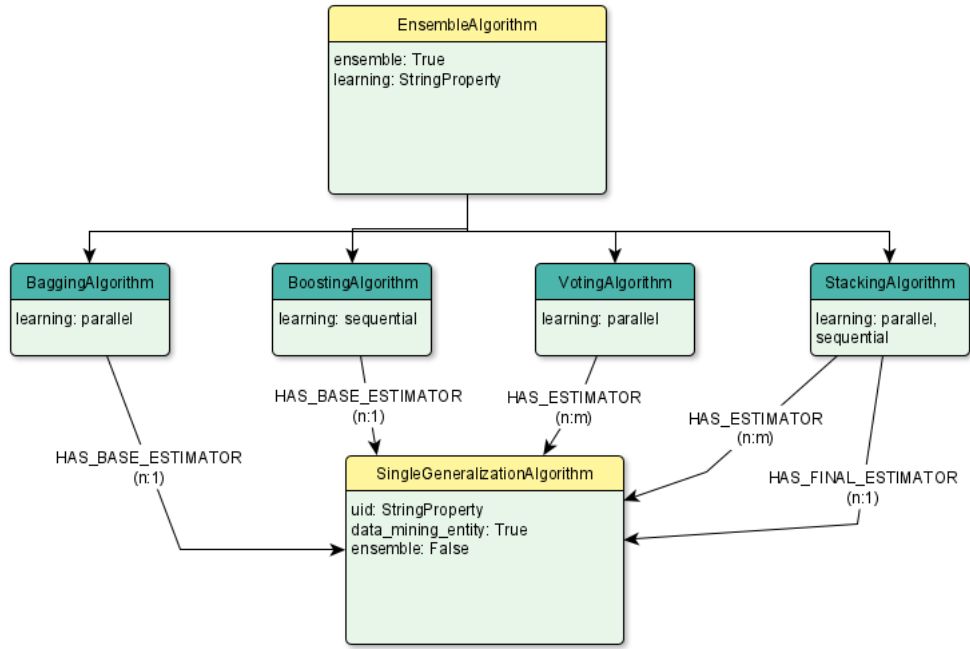 EnsembleAlgorithm
ensemble: True
learning: StringProperty
BaggingAlgorithm
learning: parallel
BoostingAlgorithm
learning: sequential
VotingAlgorithm
learning: parallel
StackingAlgorithm
learning: parallel,
sequential
HAS_BASE_ESTIMATOR
(n:1)
HAS_BASE_ESTIMATOR
(n:1)
HAS_ESTIMATOR
(n:m)
HAS_ESTIMATOR
(n:m)
HAS_FINAL_ESTIMATOR
(n:1)
SingleGeneralizationAlgorithm
uid: StringProperty
data_mining_entity: True
ensemble: False